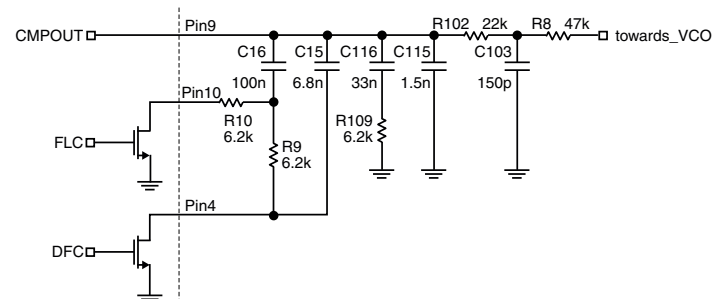 CMPOUT
Pin9
R102 22k
R8 47k
towards_VCO
C16
100n
C15
6.8n
C116
33n
C115
1.5n
C103
150p
Pin10
R10
6.2k
R109
6.2k
FLC
R9
6.2k
Pin4
DFC